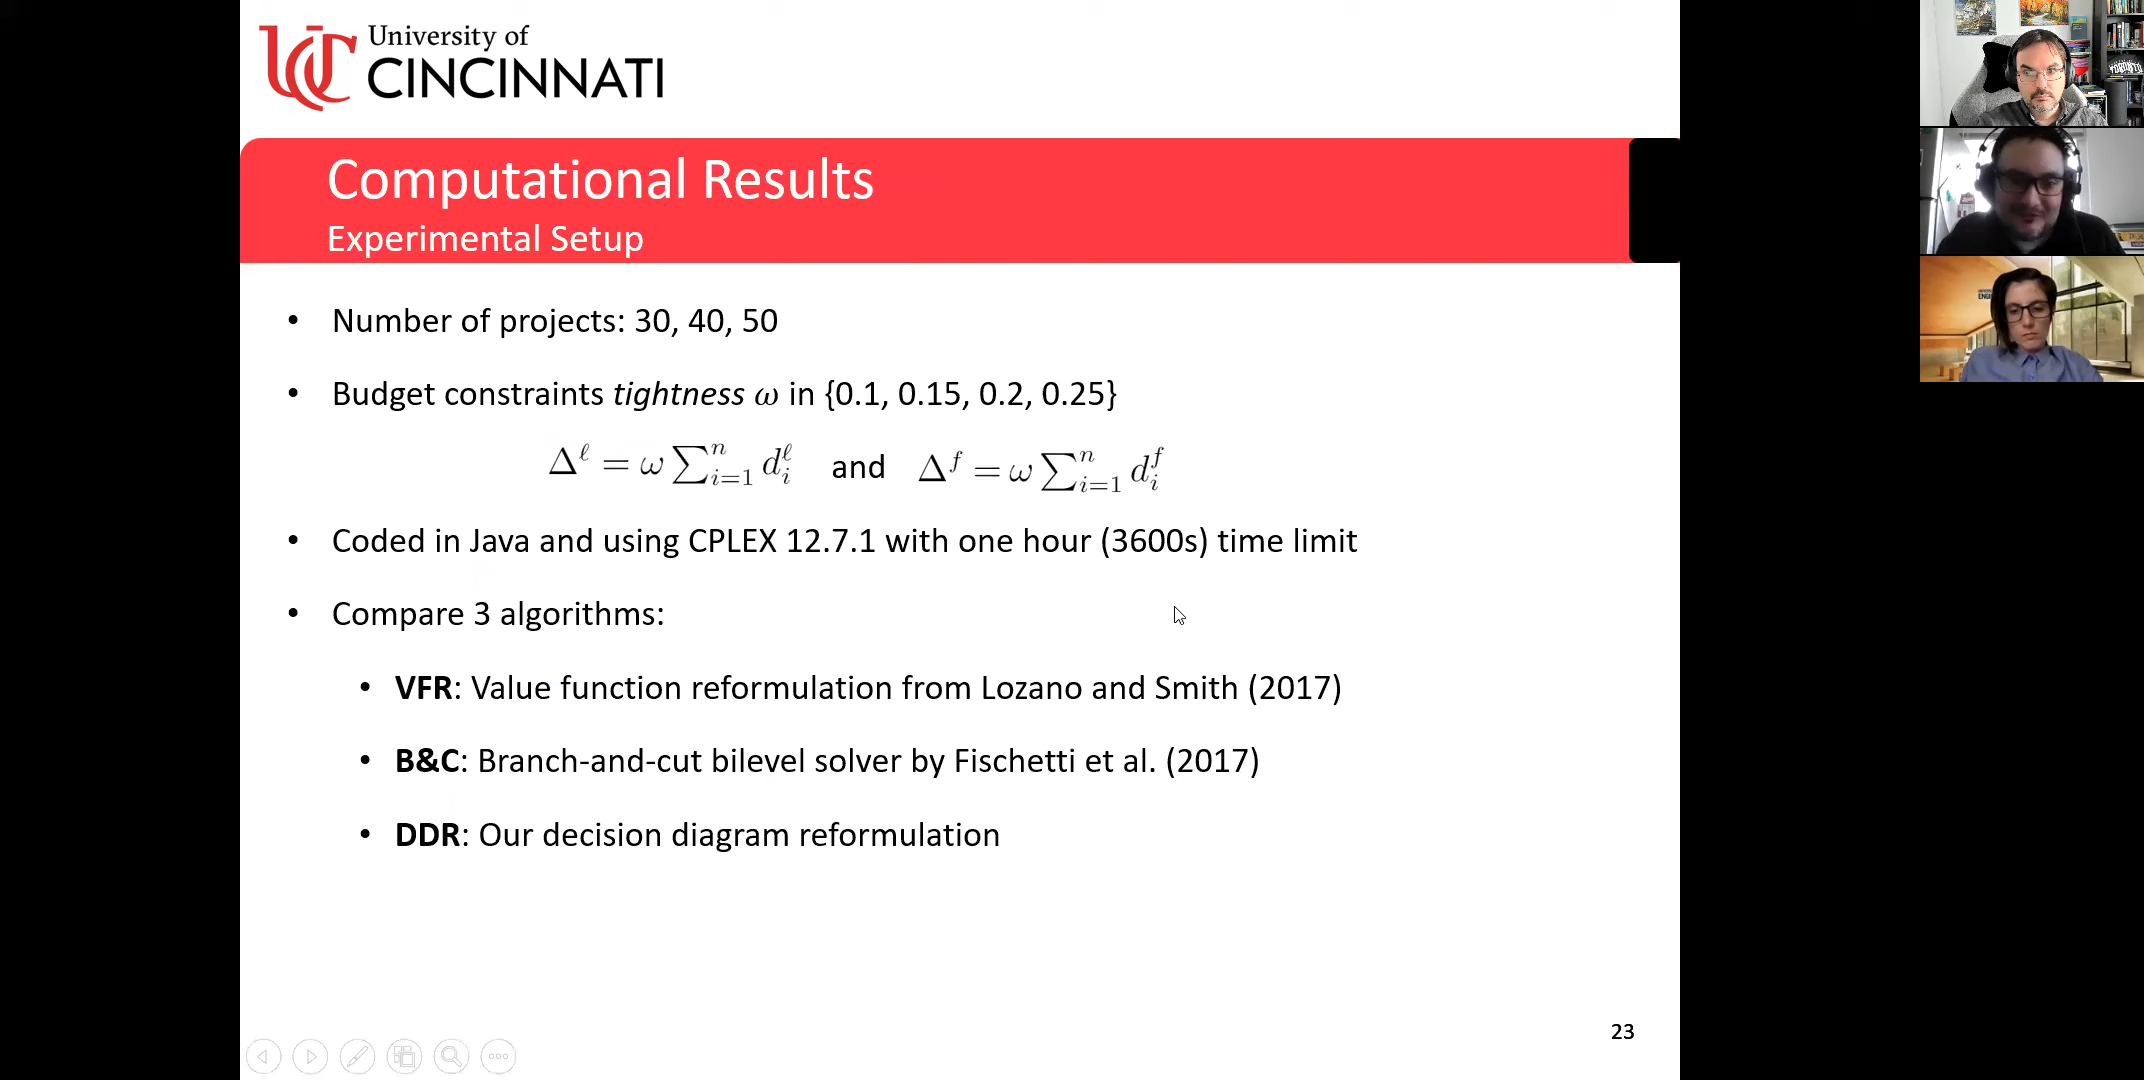 University of
CINCINNATI
Computational Results
Experimental Setup
• Number of projects: 30, 40, 50
• Budget constraints tightness ω in {0.1, 0.15, 0.2, 0.25}
Δ^ℓ = ω ∑_{i=1}^{n} d_i^ℓ and Δ^f = ω ∑_{i=1}^{n} d_i^f
• Coded in Java and using CPLEX 12.7.1 with one hour (3600s) time limit
• Compare 3 algorithms:
• VFR: Value function reformulation from Lozano and Smith (2017)
• B&C: Branch-and-cut bilevel solver by Fischetti et al. (2017)
• DDR: Our decision diagram reformulation
23